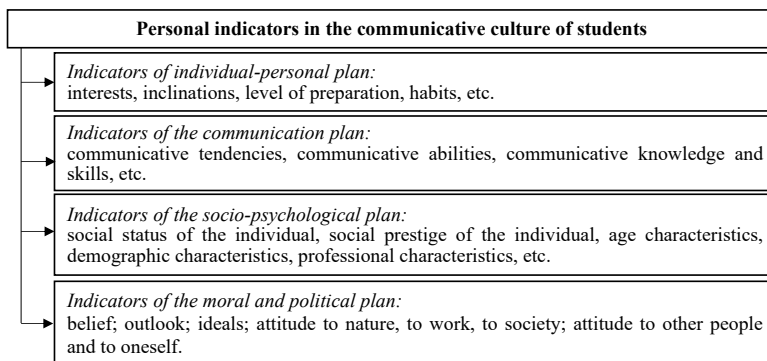 Personal indicators in the communicative culture of students
Indicators of individual-personal plan:
interests, inclinations, level of preparation, habits, etc.
Indicators of the communication plan:
communicative tendencies, communicative abilities, communicative knowledge and
skills, etc.
Indicators of the socio-psychological plan:
social status of the individual, social prestige of the individual, age characteristics,
demographic characteristics, professional characteristics, etc.
Indicators of the moral and political plan:
belief; outlook; ideals; attitude to nature, to work, to society; attitude to other people
and to oneself.